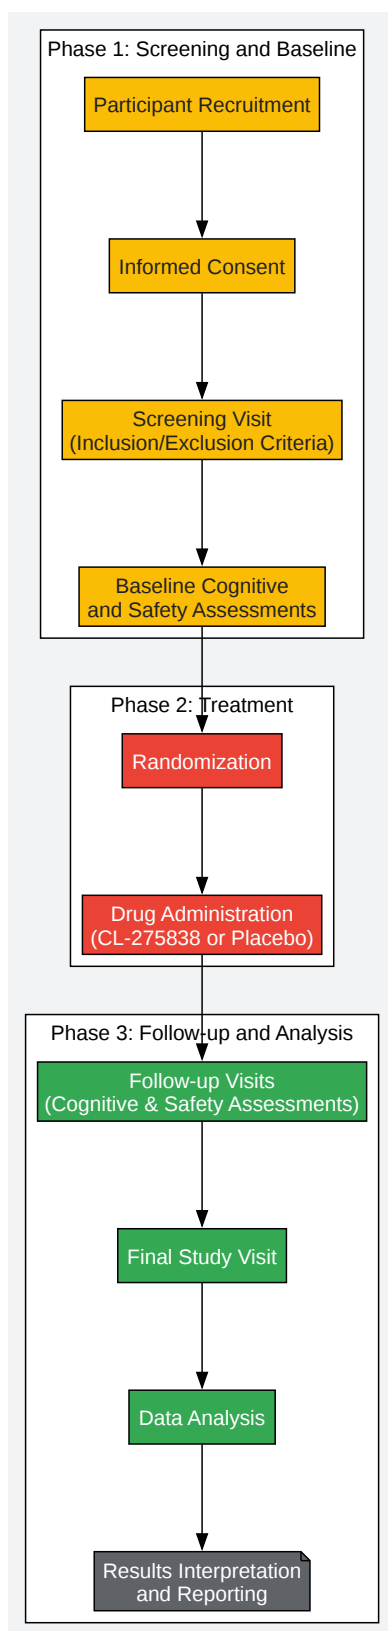 Phase 1: Screening and Baseline
Participant Recruitment
Informed Consent
Screening Visit
(Inclusion/Exclusion Criteria)
Baseline Cognitive
and Safety Assessments
Phase 2: Treatment
Randomization
Drug Administration
(CL-275838 or Placebo)
Phase 3: Follow-up and Analysis
Follow-up Visits
(Cognitive & Safety Assessments)
Final Study Visit
Data Analysis
Results Interpretation
and Reporting